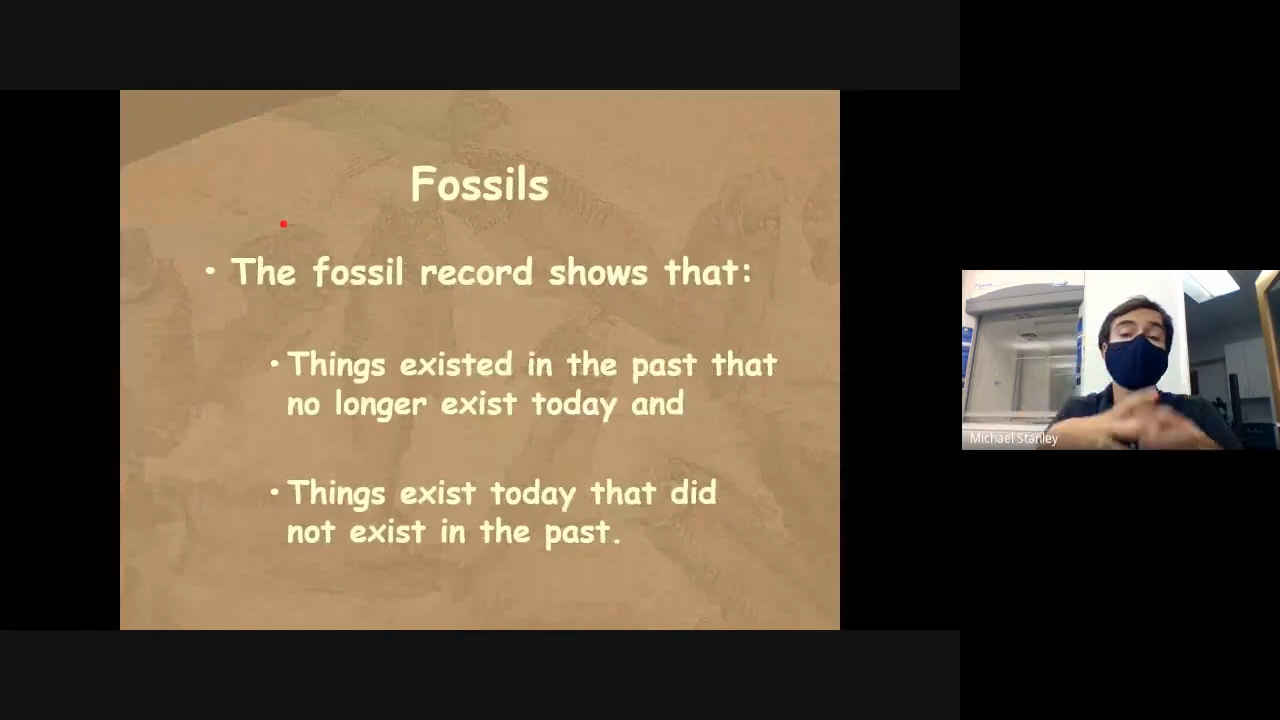 Fossils
• The fossil record shows that:
• Things existed in the past that
no longer exist today and
• Things exist today that did
not exist in the past.
Michael Stanley